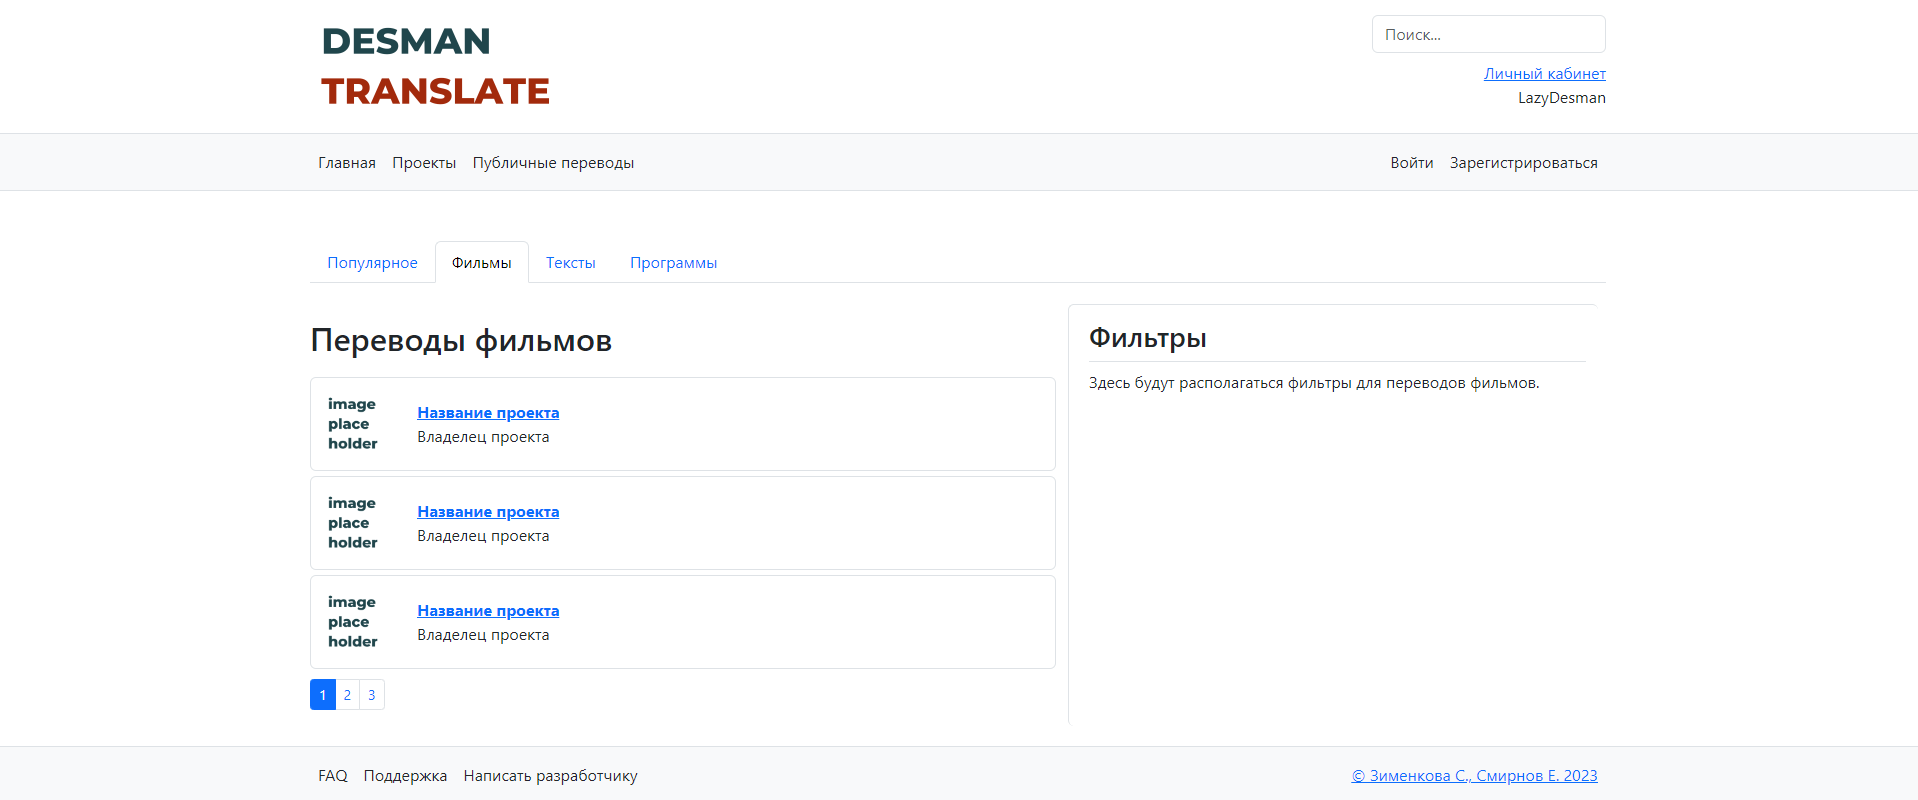 DESMAN
TRANSLATE
Поиск...
Личный кабинет
LazyDesman
Главная Проекты Публичные переводы
Войти Зарегистрироваться
Популярное Фильмы Тексты Программы
Переводы фильмов
image
place
holder
Название проекта
Владелец проекта
image
place
holder
Название проекта
Владелец проекта
image
place
holder
Название проекта
Владелец проекта
1 2 3
Фильтры
Здесь будут располагаться фильтры для переводов фильмов.
FAQ Поддержка Написать разработчику
© Зименкова С., Смирнов Е. 2023